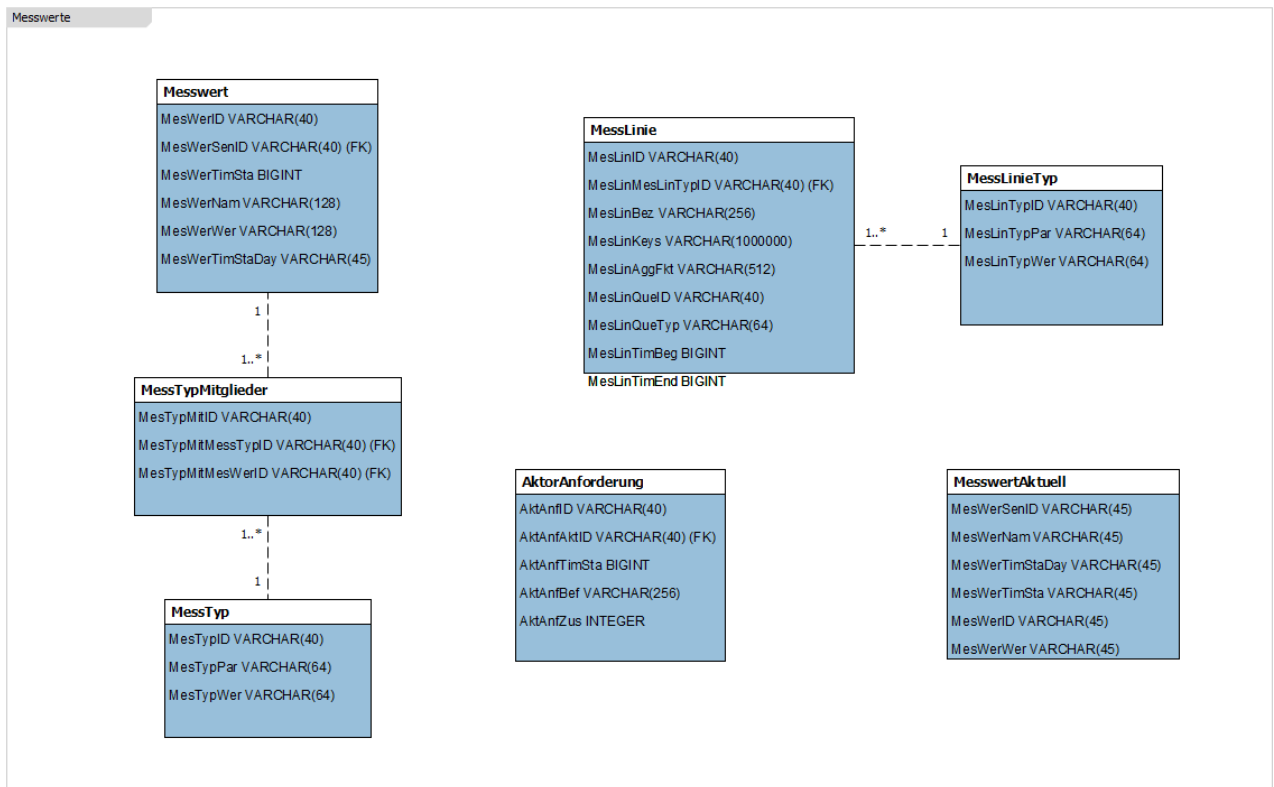 Messwerte
Messwert
MesWerID VARCHAR(40)
MesWerSenID VARCHAR(40) (FK)
MesWerTimSta BIGINT
MesWerNam VARCHAR(128)
MesWerWer VARCHAR(128)
MesWerTimStaDay VARCHAR(45)
1
1..*
MessTypMitglieder
MesTypMitID VARCHAR(40)
MesTypMitMessTypID VARCHAR(40) (FK)
MesTypMitMesWerID VARCHAR(40) (FK)
1..*
1
MessTyp
MesTypID VARCHAR(40)
MesTypPar VARCHAR(64)
MesTypWer VARCHAR(64)
MessLinie
MesLinID VARCHAR(40)
MesLinMesLinTypID VARCHAR(40) (FK)
MesLinBez VARCHAR(256)
MesLinKeys VARCHAR(1000000)
MesLinAggFkt VARCHAR(512)
MesLinQueID VARCHAR(40)
MesLinQueTyp VARCHAR(64)
MesLinTimBeg BIGINT
MesLinTimEnd BIGINT
1..*
1
MessLinieTyp
MesLinTypID VARCHAR(40)
MesLinTypPar VARCHAR(64)
MesLinTypWer VARCHAR(64)
AktorAnforderung
AktAnfID VARCHAR(40)
AktAnfAktID VARCHAR(40) (FK)
AktAnfTimSta BIGINT
AktAnfBef VARCHAR(256)
AktAnfZus INTEGER
MesswertAktuell
MesWerSenID VARCHAR(45)
MesWerNam VARCHAR(45)
MesWerTimStaDay VARCHAR(45)
MesWerTimSta VARCHAR(45)
MesWerID VARCHAR(45)
MesWerWer VARCHAR(45)